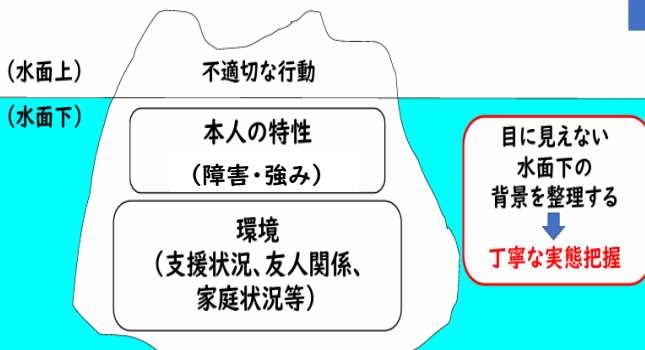 (水面上)
不適切な行動
(水面下)
本人の特性
(障害・強み)
環境
(支援状況、友人関係、
家庭状況等)
目に見えない
水面下の
背景を整理する
丁寧な実態把握